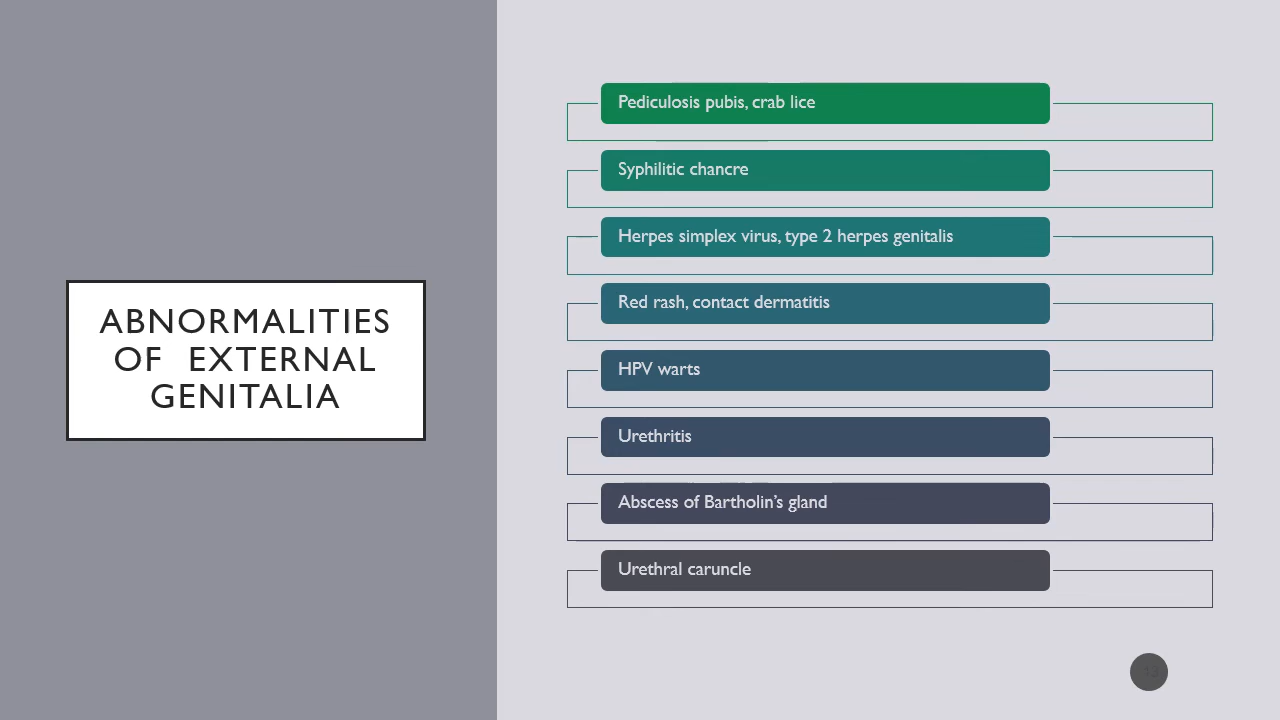 ABNORMALITIES
OF EXTERNAL
GENITALIA
Pediculosis pubis, crab lice
Syphilitic chancre
Herpes simplex virus, type 2 herpes genitalis
Red rash, contact dermatitis
HPV warts
Urethritis
Abscess of Bartholin’s gland
Urethral caruncle